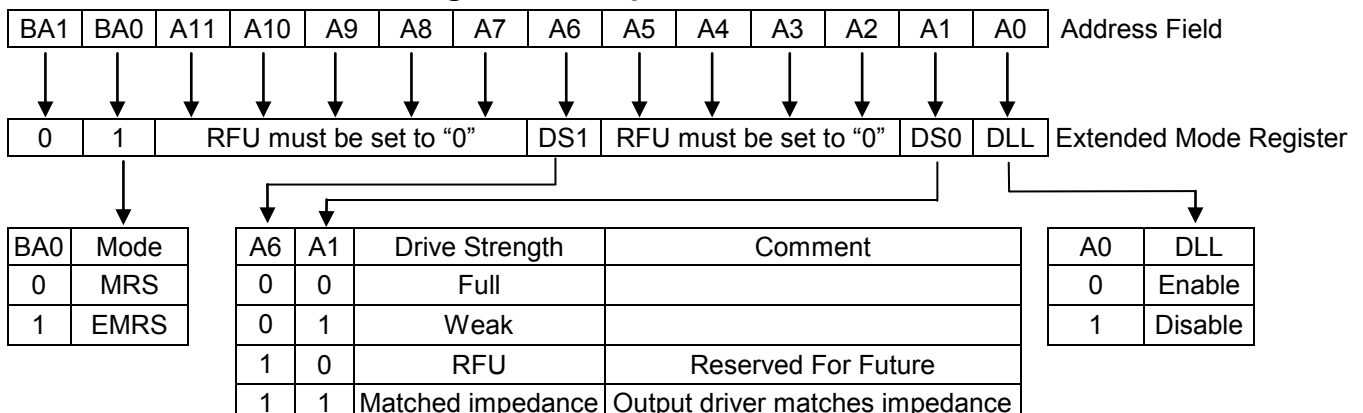 BA1 BA0 A11 A10 A9 A8 A7 A6 A5 A4 A3 A2 A1 A0 Address Field
0 1 RFU must be set to “0” DS1 RFU must be set to “0” DS0 DLL Extended Mode Register
BA0 Mode A6 A1 Drive Strength Comment A0 DLL
0 MRS 0 0 Full 0 Enable
1 EMRS 0 1 Weak 1 Disable
1 0 RFU Reserved For Future
1 1 Matched impedance Output driver matches impedance